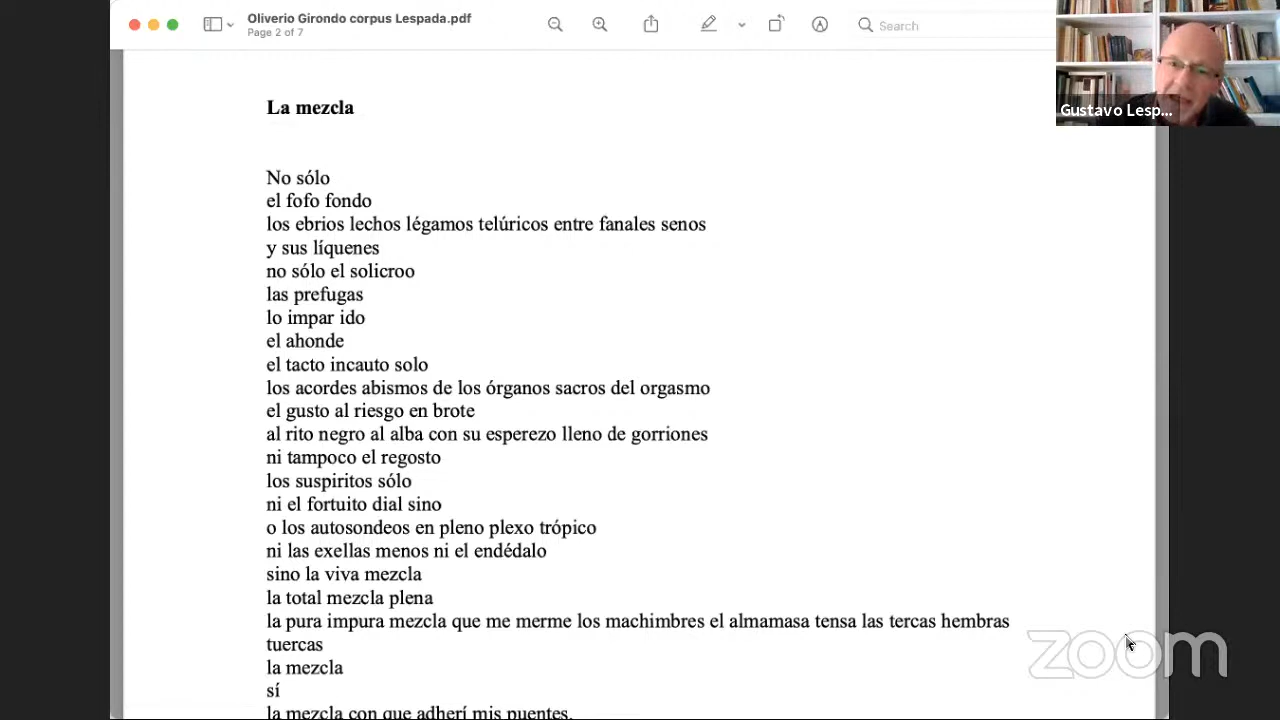 Oliverio Girondo corpus Lespada.pdf
Page 2 of 7
Search
Gustavo Lesp...
La mezcla
No sólo
el fofo fondo
los ebrios lechos légamos telúricos entre fanales senos
y sus líquenes
no sólo el solicroo
las prefugas
lo impar ido
el ahonde
el tacto incauto solo
los acordes abismos de los órganos sacros del orgasmo
el gusto al riesgo en brote
al rito negro al alba con su esperezo lleno de gorriones
ni tampoco el regosto
los suspiritos sólo
ni el fortuito dial sino
o los autosondeos en pleno plexo trópico
ni las exellas menos ni el endédalo
sino la viva mezcla
la total mezcla plena
la pura impura mezcla que me merme los machimbres el almamasa tensa las tercas hembras
tuercas
la mezcla
sí
la mezcla con que adherí mis puentes.
zoom